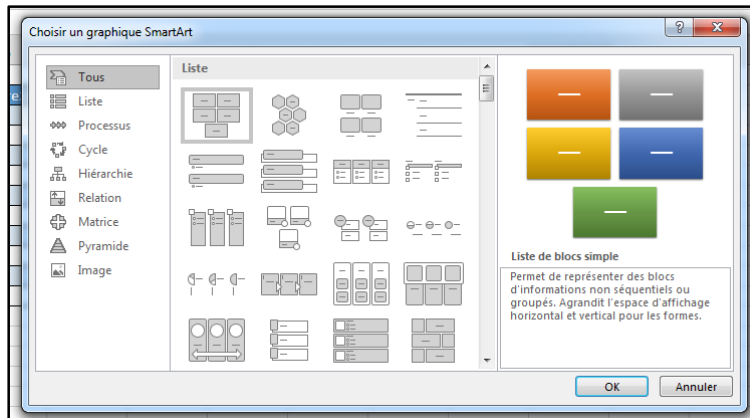 Choisir un graphique SmartArt
Tous
Liste
Processus
Cycle
Hiérarchie
Relation
Matrice
Pyramide
Image
Liste
Liste de blocs simple
Permet de représenter des blocs
d'informations non séquentiels ou
groupés. Agrandit l'espace d'affichage
horizontal et vertical pour les formes.
OK
Annuler